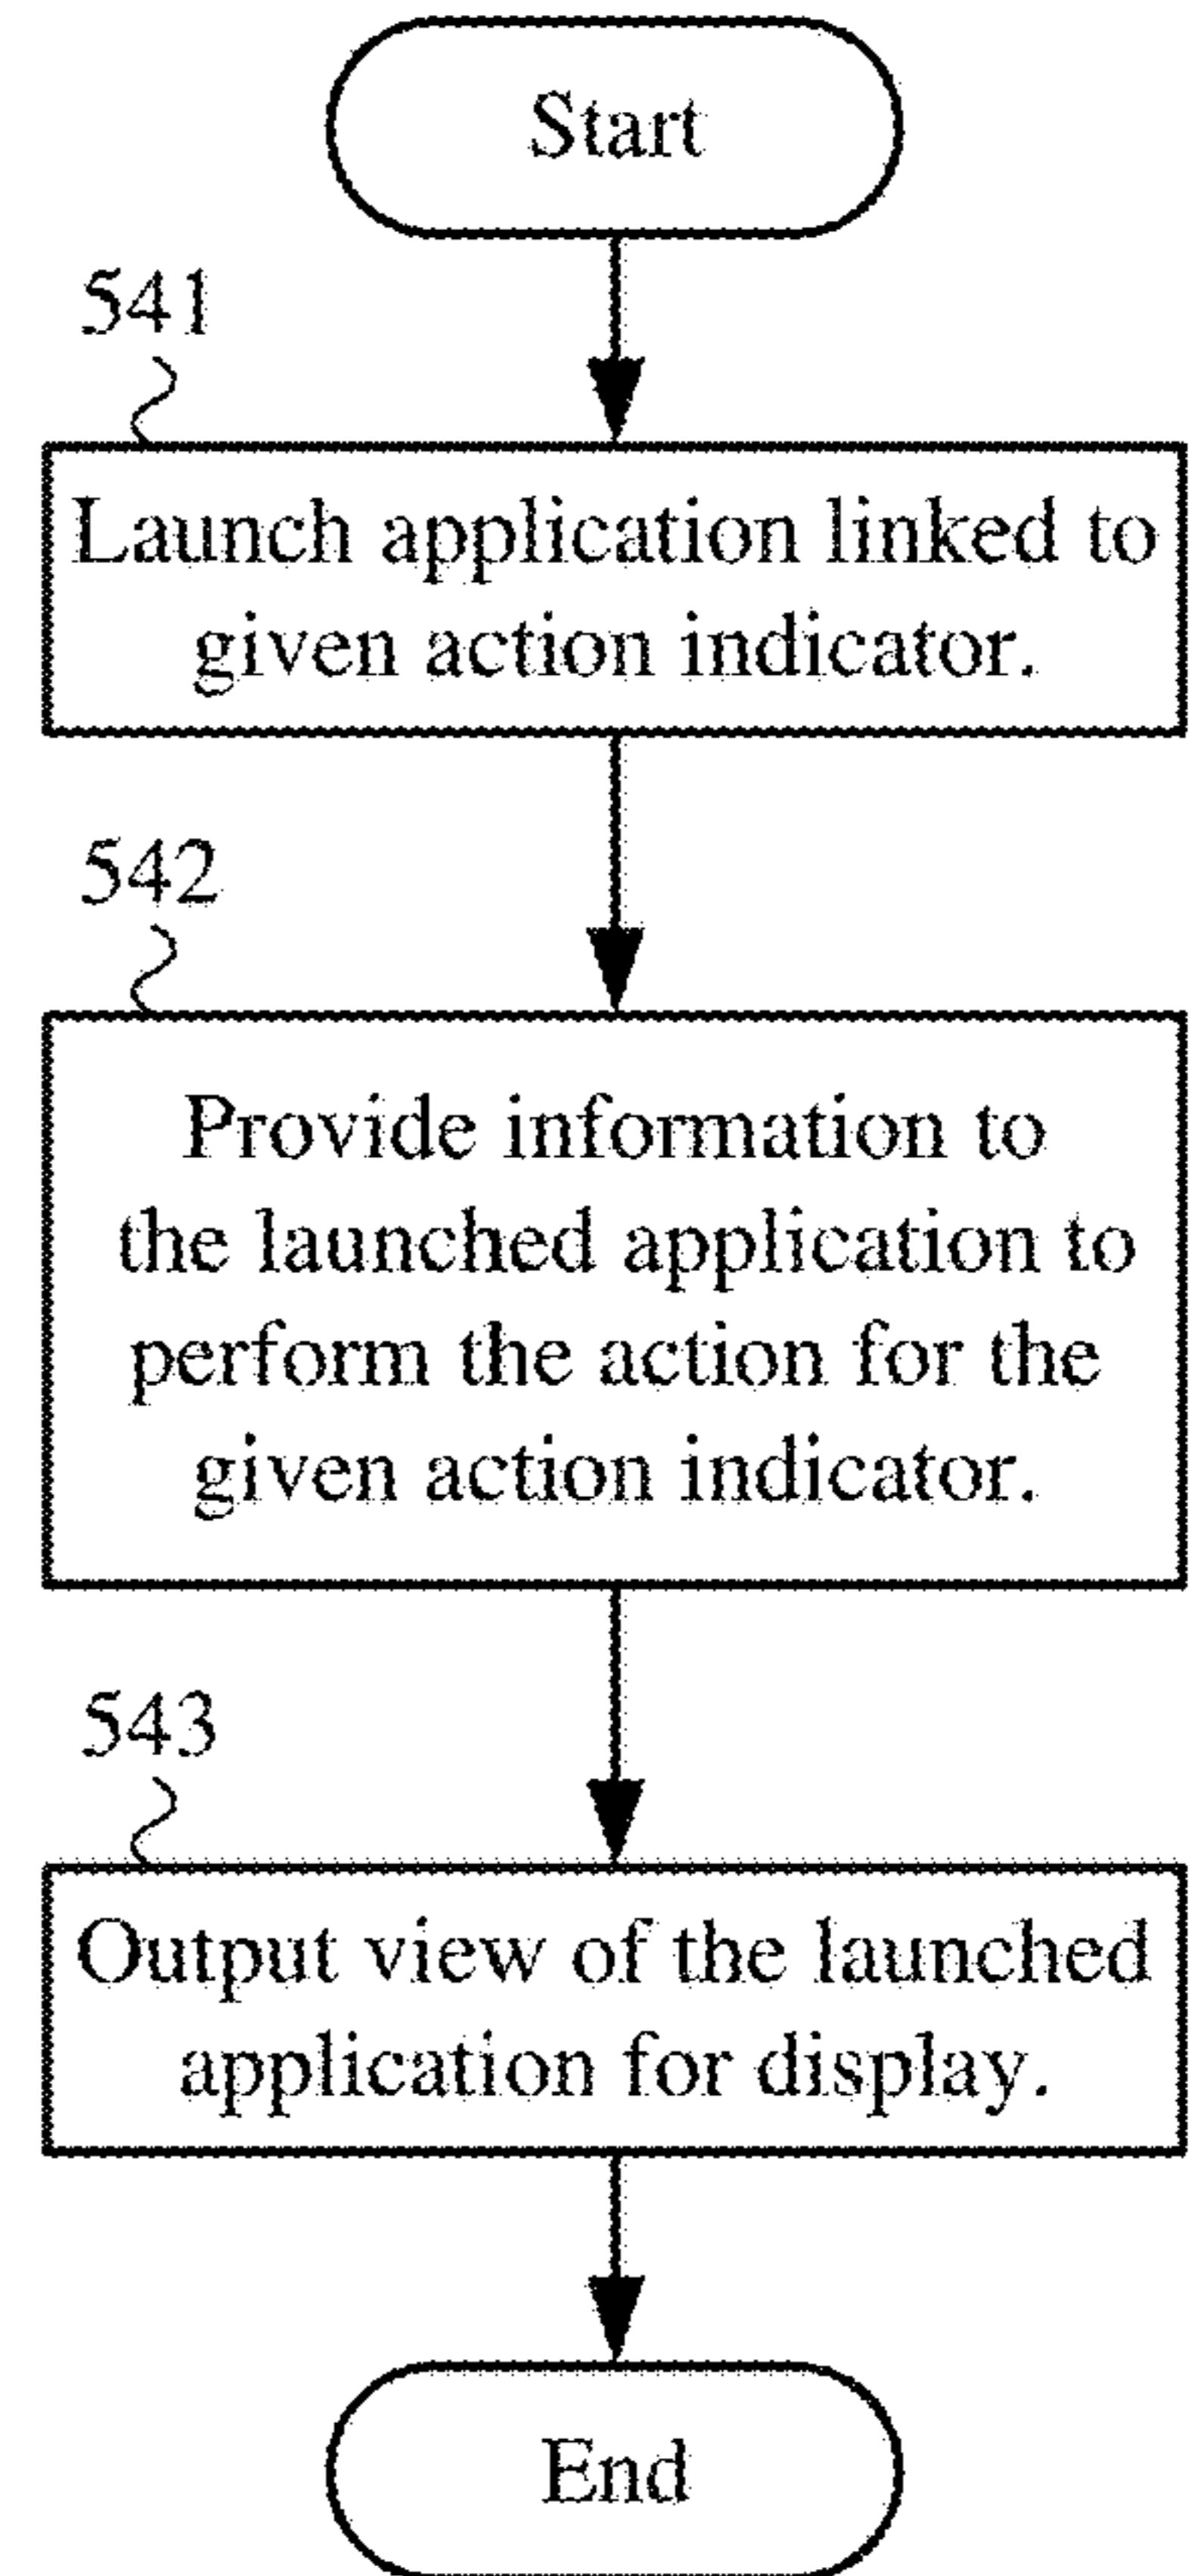 Start
541
Launch application linked to
given action indicator.
542
Provide information to
the launched application to
perform the action for the
given action indicator.
543
Output view of the launched
application for display.
End